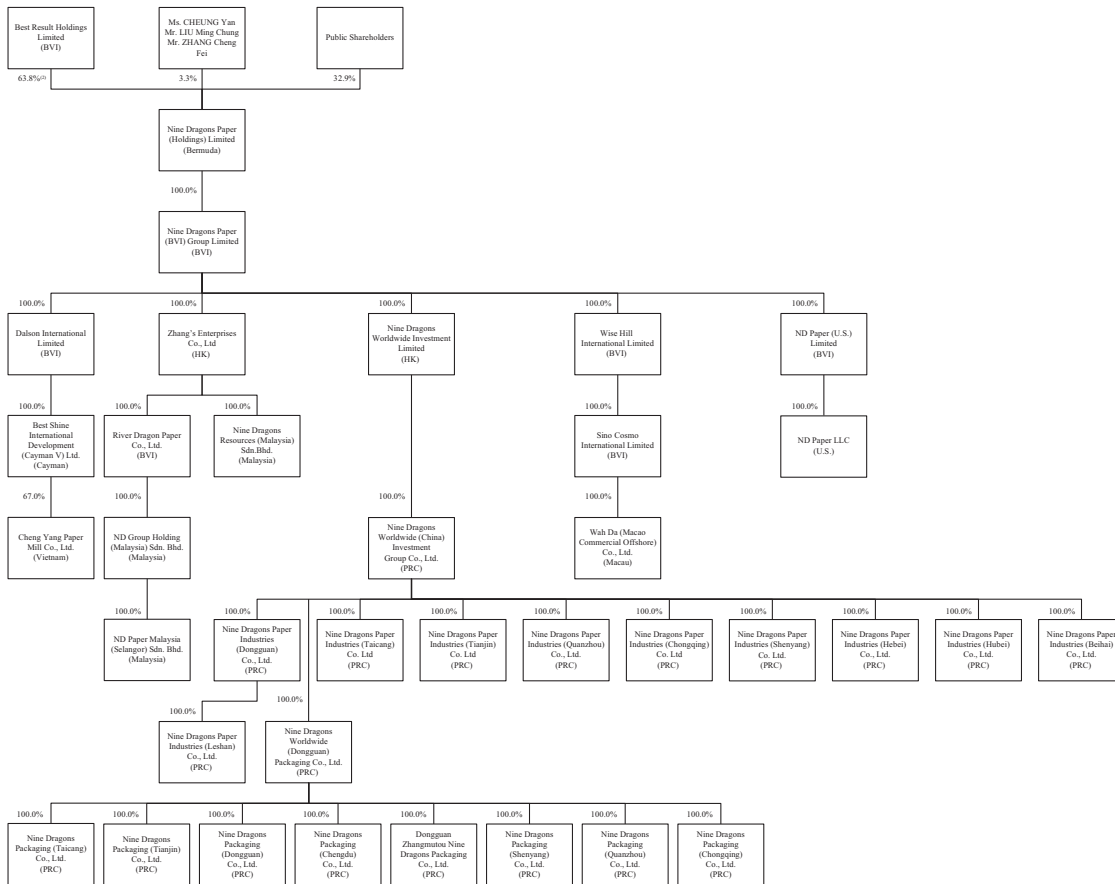 Best Result Holdings
Limited
(BVI)
Ms. CHEUNG Yan
Mr. LIU Ming Chung
Mr. ZHANG Cheng
Fei
Public Shareholders
63.8%⁽²⁾
3.3%
32.9%
Nine Dragons Paper
(Holdings) Limited
(Bermuda)
100.0%
Nine Dragons Paper
(BVI) Group Limited
(BVI)
100.0%
100.0%
100.0%
100.0%
100.0%
Dalson International
Limited
(BVI)
Zhang's Enterprises
Co., Ltd
(HK)
Nine Dragons
Worldwide Investment
Limited
(HK)
Wise Hill
International Limited
(BVI)
ND Paper (U.S.)
Limited
(BVI)
100.0%
100.0%
100.0%
100.0%
100.0%
Best Shine
International
Development
(Cayman V) Ltd.
(Cayman)
River Dragon Paper
Co., Ltd.
(BVI)
Nine Dragons
Resources (Malaysia)
Sdn.Bhd.
(Malaysia)
Sino Cosmo
International Limited
(BVI)
ND Paper LLC
(U.S.)
67.0%
100.0%
100.0%
100.0%
Cheng Yang Paper
Mill Co., Ltd.
(Vietnam)
ND Group Holding
(Malaysia) Sdn. Bhd.
(Malaysia)
Nine Dragons
Worldwide (China)
Investment
Group Co., Ltd.
(PRC)
Wah Da (Macao
Commercial Offshore)
Co., Ltd.
(Macau)
100.0%
100.0%
100.0%
100.0%
100.0%
100.0%
100.0%
100.0%
100.0%
100.0%
ND Paper Malaysia
(Selangor) Sdn. Bhd.
(Malaysia)
Nine Dragons Paper
Industries
(Dongguan)
Co., Ltd.
(PRC)
Nine Dragons Paper
Industries (Taicang)
Co. Ltd
(PRC)
Nine Dragons Paper
Industries (Tianjin)
Co. Ltd
(PRC)
Nine Dragons Paper
Industries (Quanzhou)
Co., Ltd.
(PRC)
Nine Dragons Paper
Industries (Chongqing)
Co. Ltd
(PRC)
Nine Dragons Paper
Industries (Shenyang)
Co. Ltd.
(PRC)
Nine Dragons Paper
Industries (Hebei)
Co., Ltd.
(PRC)
Nine Dragons Paper
Industries (Hubei)
Co., Ltd.
(PRC)
Nine Dragons Paper
Industries (Beihai)
Co., Ltd.
(PRC)
100.0%
100.0%
Nine Dragons Paper
Industries (Leshan)
Co., Ltd.
(PRC)
Nine Dragons
Worldwide
(Dongguan)
Packaging Co., Ltd.
(PRC)
100.0%
100.0%
100.0%
100.0%
100.0%
100.0%
100.0%
100.0%
Nine Dragons
Packaging (Taicang)
Co., Ltd.
(PRC)
Nine Dragons
Packaging (Tianjin)
Co., Ltd.
(PRC)
Nine Dragons
Packaging
(Dongguan)
Co., Ltd.
(PRC)
Nine Dragons
Packaging
(Chengdu)
Co., Ltd.
(PRC)
Dongguan
Zhangmutou Nine
Dragons Packaging
Co., Ltd.
(PRC)
Nine Dragons
Packaging
(Shenyang)
Co., Ltd.
(PRC)
Nine Dragons
Packaging
(Quanzhou)
Co., Ltd.
(PRC)
Nine Dragons
Packaging
(Chongqing)
Co., Ltd.
(PRC)